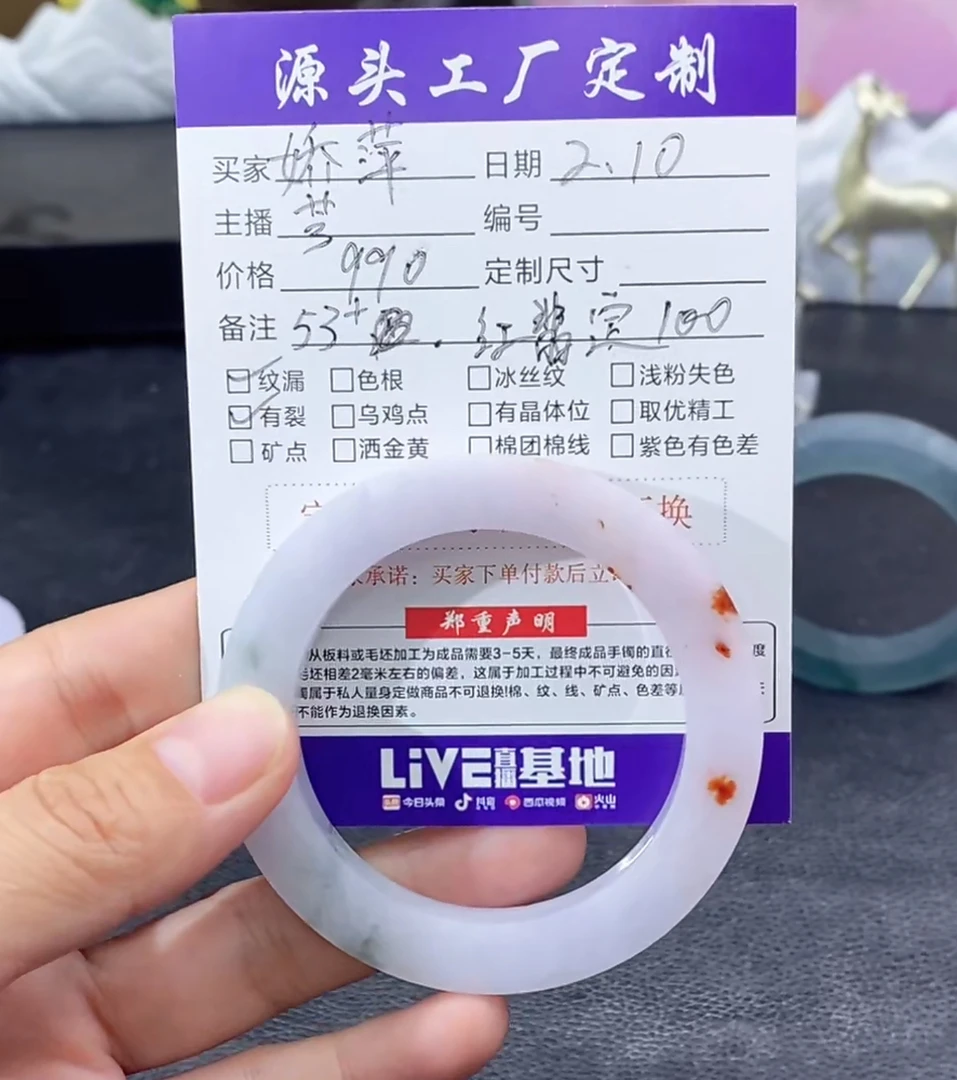 源头工厂定制
买家 娇萍 日期 2.10
主播 编号
价格 990 定制尺寸
备注 53+ . 红 定100
纹漏 色根 冰丝纹 浅粉失色
有裂 乌鸡点 有晶体位 取优精工
矿点 洒金黄 棉团棉线 紫色有色差
换
承诺：买家下单付款后立
郑重声明
从板料或毛坯加工为成品需要3-5天，最终成品手镯的直 度
毛坯相差2毫米左右的偏差，这属于加工过程中不可避免的因
属于私人量身定做商品不可退换!棉、纹、线、矿点、色差等
不能作为退换因素。
LiVE直播基地
今日头条 抖音 西瓜视频 火山